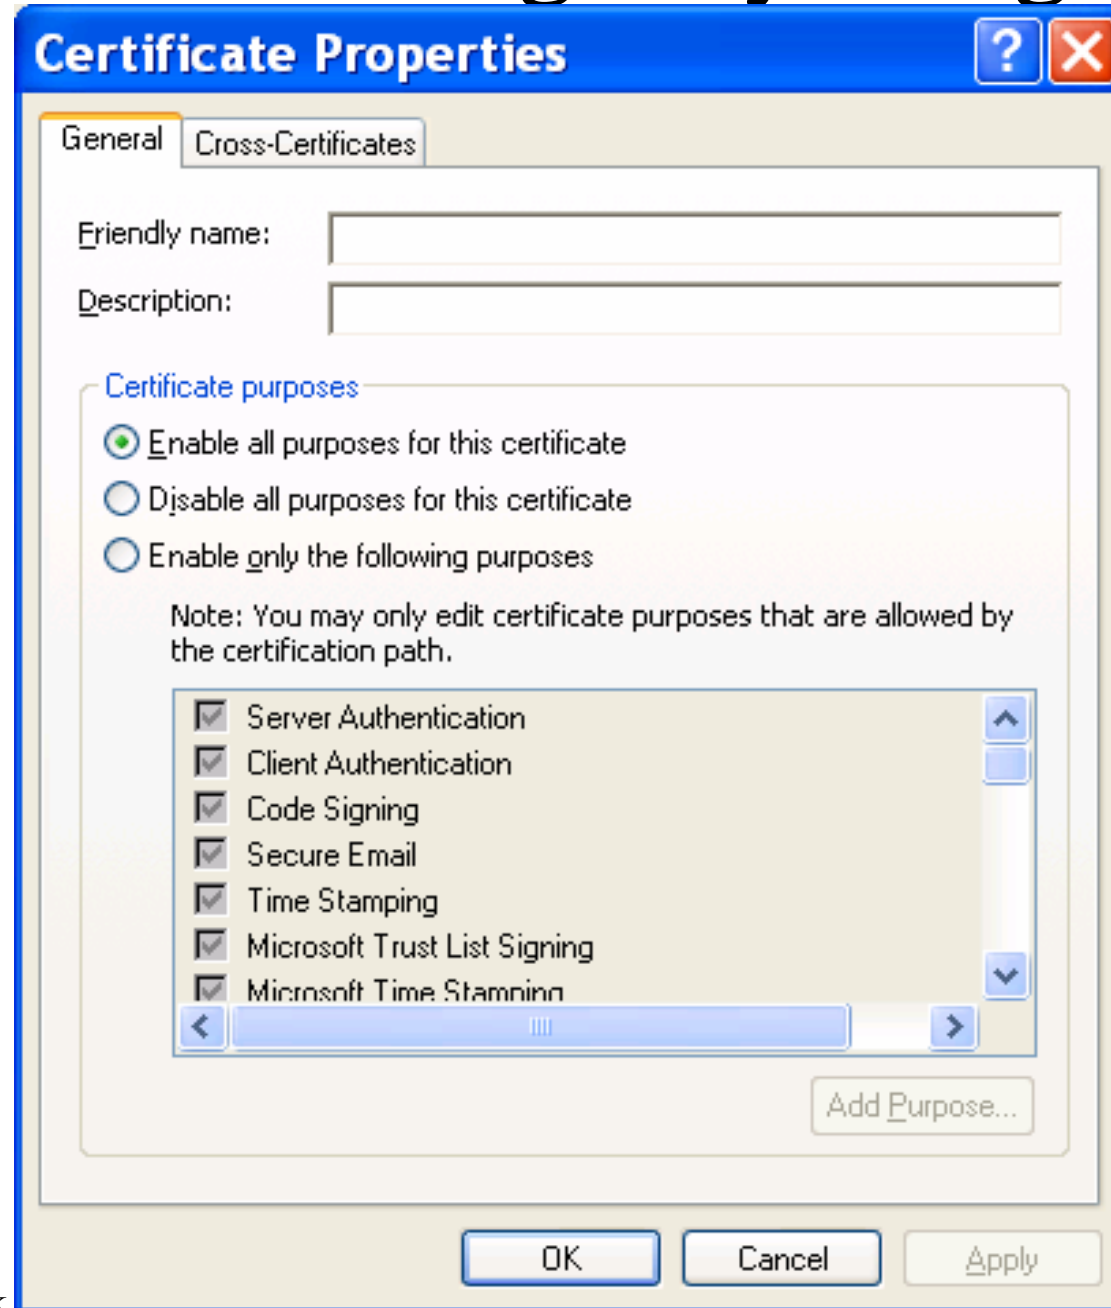 Certificate Properties
General
Cross-Certificates
Friendly name:
Description:
Certificate purposes
Enable all purposes for this certificate
Disable all purposes for this certificate
Enable only the following purposes
Note: You may only edit certificate purposes that are allowed by
the certification path.
Server Authentication
Client Authentication
Code Signing
Secure Email
Time Stamping
Microsoft Trust List Signing
Microsoft Time Stamping
Add Purpose...
OK
Cancel
Apply